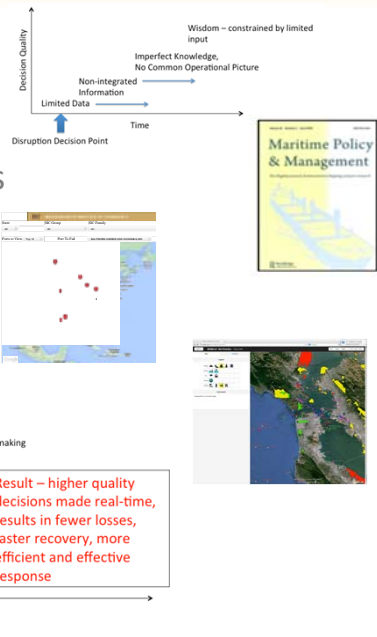 Wisdom – constrained by limited
input
Decision Quality
Imperfect Knowledge,
No Common Operational Picture
Non-integrated
Information
Limited Data
Time
Disruption Decision Point
Maritime Policy
& Management
S
making
Result – higher quality
decisions made real-time,
results in fewer losses,
faster recovery, more
efficient and effective
response